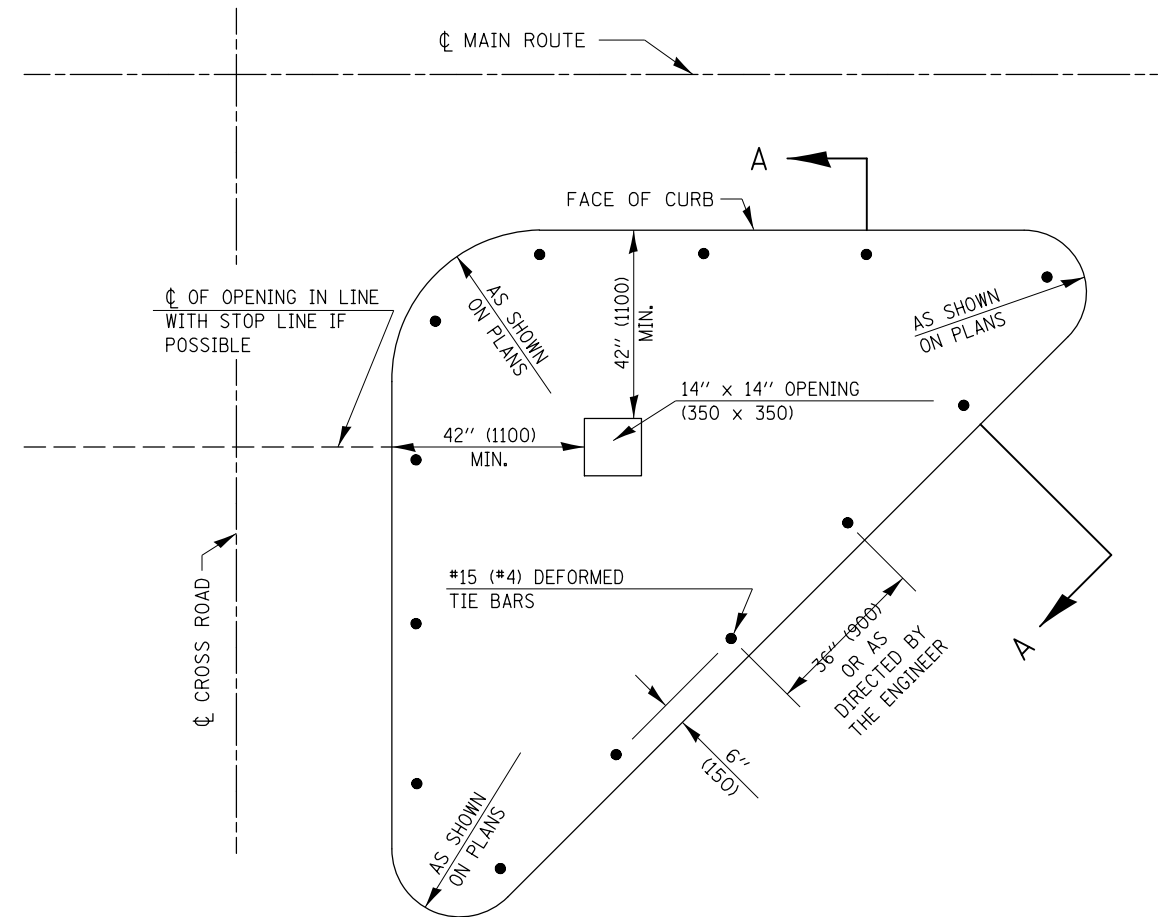 ℄ MAIN ROUTE
A
FACE OF CURB
℄ OF OPENING IN LINE
WITH STOP LINE IF
POSSIBLE
AS SHOWN
ON PLANS
42" (1100)
MIN.
AS SHOWN
ON PLANS
14" x 14" OPENING
(350 x 350)
42" (1100)
MIN.
#15 (#4) DEFORMED
TIE BARS
℄ CROSS ROAD
36" (900)
OR AS
DIRECTED BY
THE ENGINEER
A
6"
(150)
AS SHOWN
ON PLANS